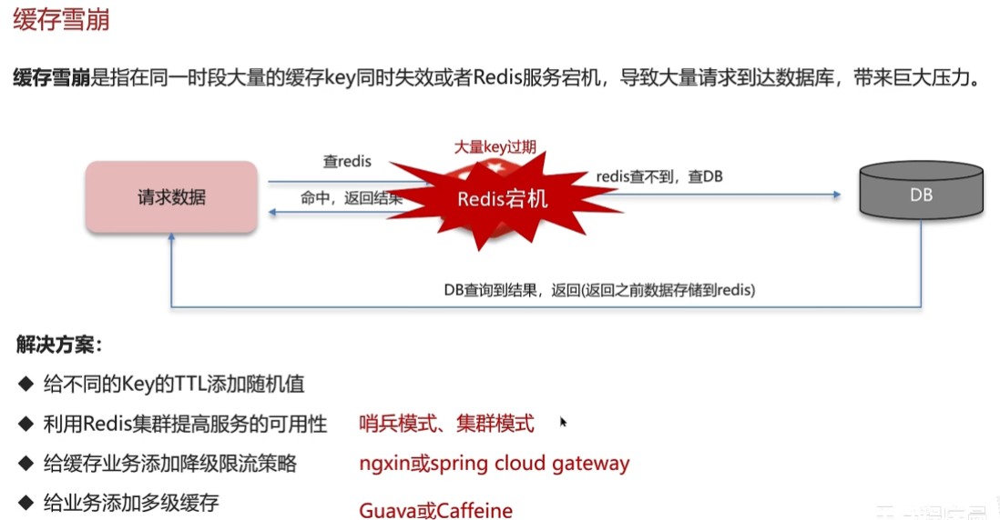 缓存雪崩
缓存雪崩是指在同一时段大量的缓存key同时失效或者Redis服务宕机，导致大量请求到达数据库，带来巨大压力。
大量key过期
查redis
redis查不到，查DB
请求数据
命中，返回结果
Redis宕机
DB
DB查询到结果，返回(返回之前数据存储到redis)
解决方案：
◆ 给不同的Key的TTL添加随机值
◆ 利用Redis集群提高服务的可用性 哨兵模式、集群模式
◆ 给缓存业务添加降级限流策略 ngxin或spring cloud gateway
◆ 给业务添加多级缓存 Guava或Caffeine